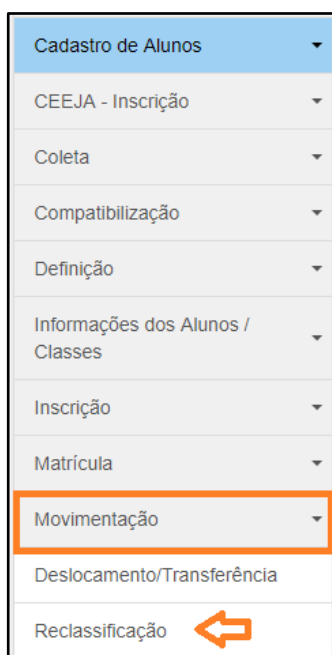 Cadastro de Alunos
CEEJA - Inscrição
Coleta
Compatibilização
Definição
Informações dos Alunos /
Classes
Inscrição
Matrícula
Movimentação
Deslocamento/Transferência
Reclassificação